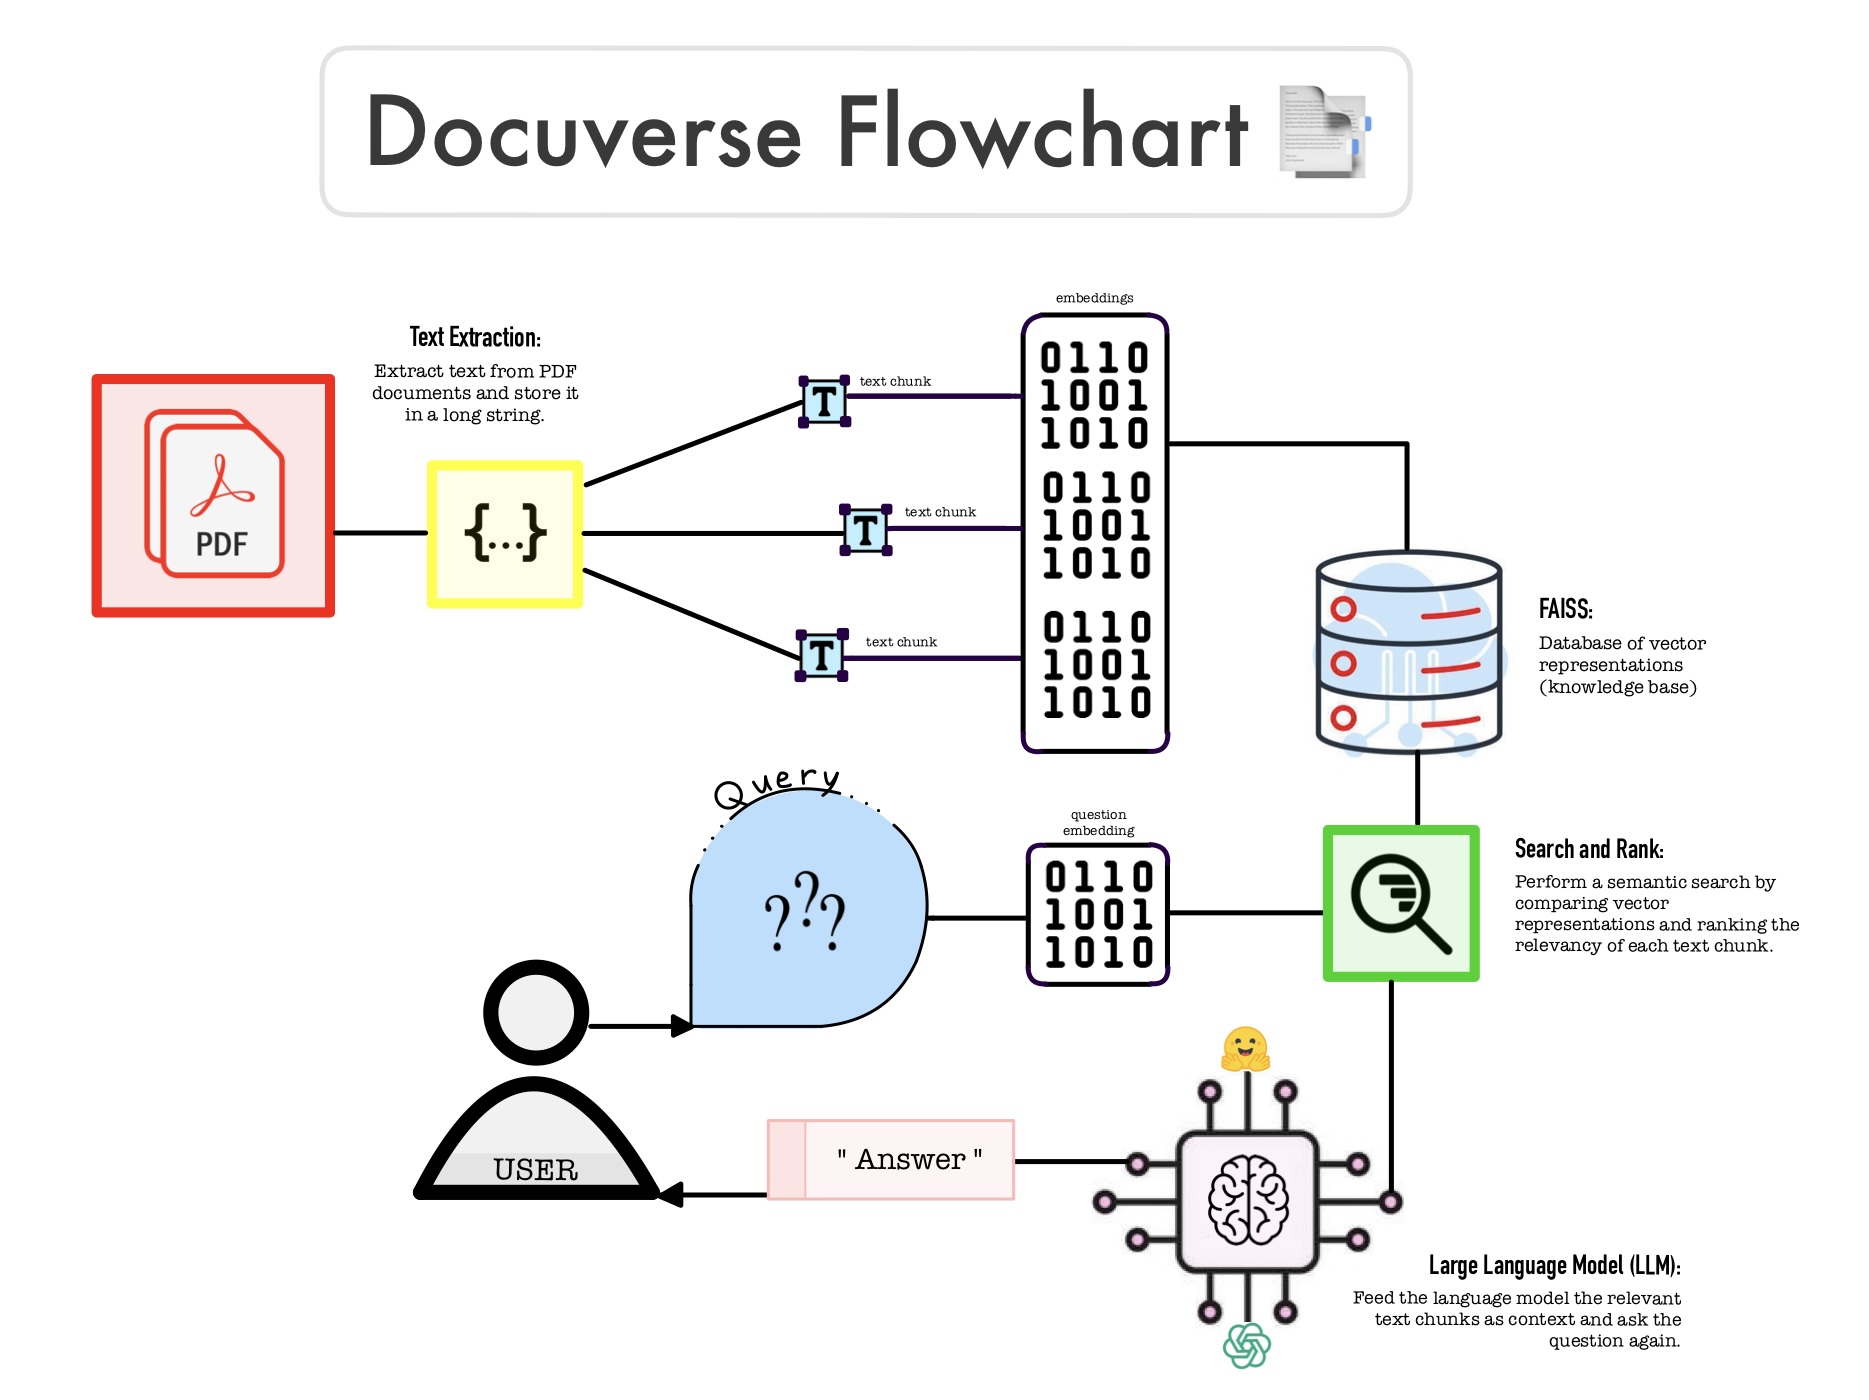 Docuverse Flowchart
Text Extraction:
Extract text from PDF
documents and store it
in a long string.
PDF
{...}
T
text chunk
T
text chunk
T
text chunk
embeddings
0110
1001
1010
0110
1001
1010
0110
1001
1010
FAISS:
Database of vector
representations
(knowledge base)
Query...
???
question
embedding
0110
1001
1010
Search and Rank:
Perform a semantic search by
comparing vector
representations and ranking the
relevancy of each text chunk.
USER
" Answer "
Large Language Model (LLM):
Feed the language model the relevant
text chunks as context and ask the
question again.